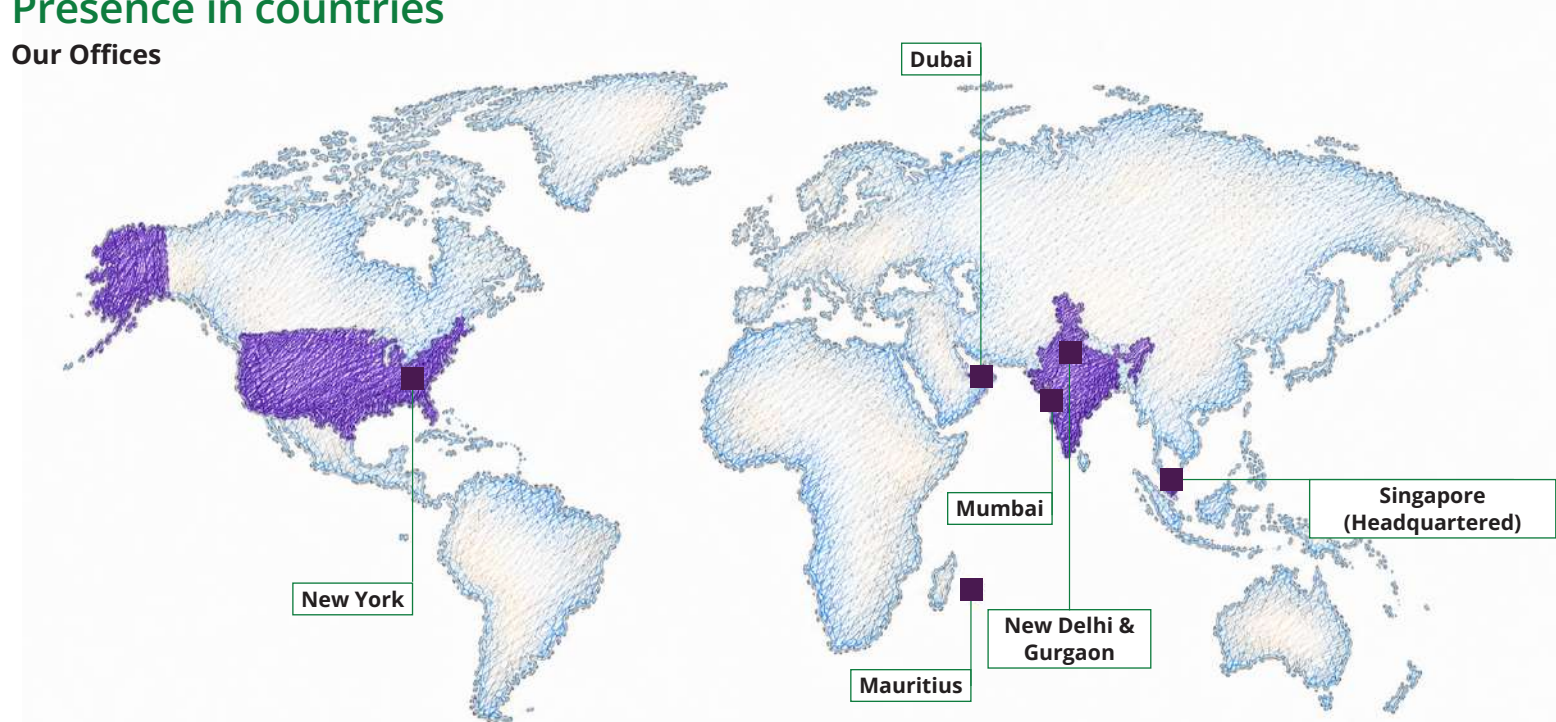 Presence in countries
Our Offices
Dubai
Mumbai
Singapore
(Headquartered)
New York
New Delhi &
Gurgaon
Mauritius